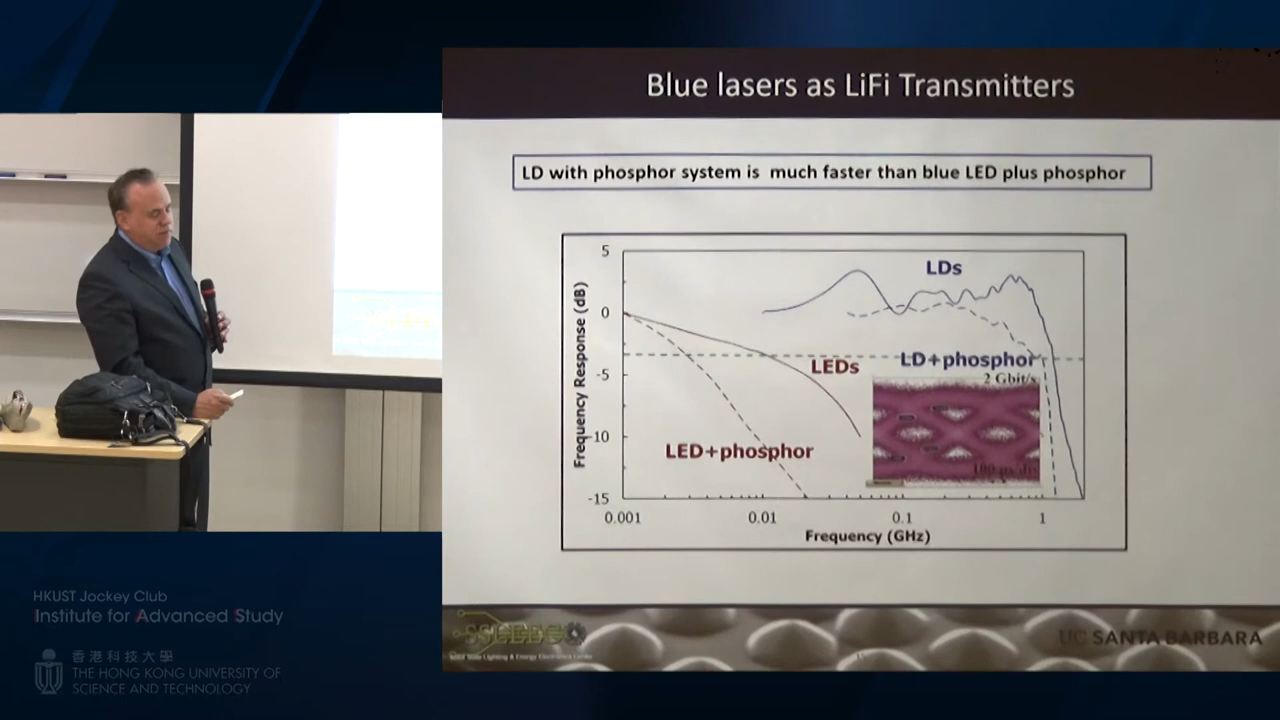 Blue lasers as LiFi Transmitters
LD with phosphor system is much faster than blue LED plus phosphor
5
0
-5
-10
-15
Frequency Response (dB)
LDs
LEDs
LD+phosphor
2 Gbit/s
LED+phosphor
0.001
0.01
0.1
1
Frequency (GHz)
UC SANTA BARBARA
HKUST Jockey Club
Institute for Advanced Study
香港科技大學
THE HONG KONG UNIVERSITY OF
SCIENCE AND TECHNOLOGY